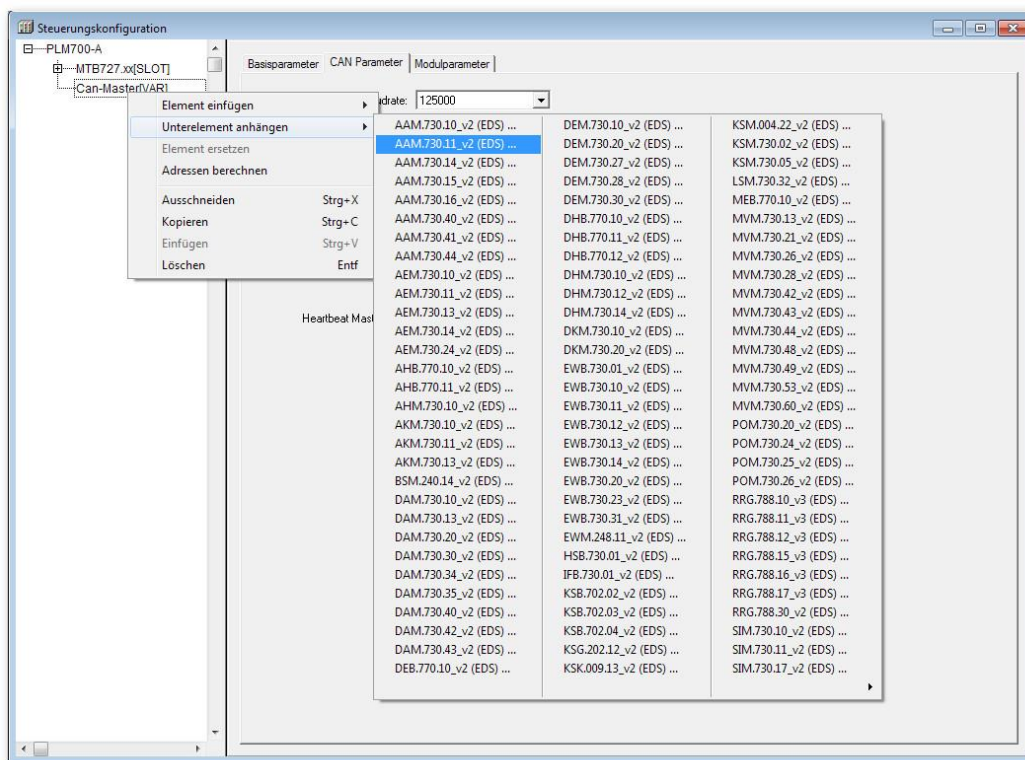 Steuerungskonfiguration
PLM700-A
MTB727.xx[SLOT]
Can-Master[VAR]
Basisparameter
CAN Parameter
Modulparameter
udrate: 125000
Heartbeat Mast
Element einfügen
Unterelement anhängen
Element ersetzen
Adressen berechnen
Ausschneiden Strg+X
Kopieren Strg+C
Einfügen Strg+V
Löschen Entf
AAM.730.10_v2 (EDS) ...
AAM.730.11_v2 (EDS) ...
AAM.730.14_v2 (EDS) ...
AAM.730.15_v2 (EDS) ...
AAM.730.16_v2 (EDS) ...
AAM.730.40_v2 (EDS) ...
AAM.730.41_v2 (EDS) ...
AAM.730.44_v2 (EDS) ...
AEM.730.10_v2 (EDS) ...
AEM.730.11_v2 (EDS) ...
AEM.730.13_v2 (EDS) ...
AEM.730.14_v2 (EDS) ...
AEM.730.24_v2 (EDS) ...
AHB.770.10_v2 (EDS) ...
AHB.770.11_v2 (EDS) ...
AHM.730.10_v2 (EDS) ...
AKM.730.10_v2 (EDS) ...
AKM.730.11_v2 (EDS) ...
AKM.730.13_v2 (EDS) ...
BSM.240.14_v2 (EDS) ...
DAM.730.10_v2 (EDS) ...
DAM.730.13_v2 (EDS) ...
DAM.730.20_v2 (EDS) ...
DAM.730.30_v2 (EDS) ...
DAM.730.34_v2 (EDS) ...
DAM.730.35_v2 (EDS) ...
DAM.730.40_v2 (EDS) ...
DAM.730.42_v2 (EDS) ...
DAM.730.43_v2 (EDS) ...
DEB.770.10_v2 (EDS) ...
DEM.730.10_v2 (EDS) ...
DEM.730.20_v2 (EDS) ...
DEM.730.27_v2 (EDS) ...
DEM.730.28_v2 (EDS) ...
DEM.730.30_v2 (EDS) ...
DHB.770.10_v2 (EDS) ...
DHB.770.11_v2 (EDS) ...
DHB.770.12_v2 (EDS) ...
DHM.730.10_v2 (EDS) ...
DHM.730.12_v2 (EDS) ...
DHM.730.14_v2 (EDS) ...
DKM.730.10_v2 (EDS) ...
DKM.730.20_v2 (EDS) ...
EWB.730.01_v2 (EDS) ...
EWB.730.10_v2 (EDS) ...
EWB.730.11_v2 (EDS) ...
EWB.730.12_v2 (EDS) ...
EWB.730.13_v2 (EDS) ...
EWB.730.14_v2 (EDS) ...
EWB.730.20_v2 (EDS) ...
EWB.730.23_v2 (EDS) ...
EWB.730.31_v2 (EDS) ...
EWM.248.11_v2 (EDS) ...
HSB.730.01_v2 (EDS) ...
IFB.730.01_v2 (EDS) ...
KSB.702.02_v2 (EDS) ...
KSB.702.03_v2 (EDS) ...
KSB.702.04_v2 (EDS) ...
KSG.202.12_v2 (EDS) ...
KSK.009.13_v2 (EDS) ...
KSM.004.22_v2 (EDS) ...
KSM.730.02_v2 (EDS) ...
KSM.730.05_v2 (EDS) ...
LSM.730.32_v2 (EDS) ...
MEB.770.10_v2 (EDS) ...
MVM.730.13_v2 (EDS) ...
MVM.730.21_v2 (EDS) ...
MVM.730.26_v2 (EDS) ...
MVM.730.28_v2 (EDS) ...
MVM.730.42_v2 (EDS) ...
MVM.730.43_v2 (EDS) ...
MVM.730.44_v2 (EDS) ...
MVM.730.48_v2 (EDS) ...
MVM.730.49_v2 (EDS) ...
MVM.730.53_v2 (EDS) ...
MVM.730.60_v2 (EDS) ...
POM.730.20_v2 (EDS) ...
POM.730.24_v2 (EDS) ...
POM.730.25_v2 (EDS) ...
POM.730.26_v2 (EDS) ...
RRG.788.10_v3 (EDS) ...
RRG.788.11_v3 (EDS) ...
RRG.788.12_v3 (EDS) ...
RRG.788.15_v3 (EDS) ...
RRG.788.16_v3 (EDS) ...
RRG.788.17_v3 (EDS) ...
RRG.788.30_v2 (EDS) ...
SIM.730.10_v2 (EDS) ...
SIM.730.11_v2 (EDS) ...
SIM.730.17_v2 (EDS) ...